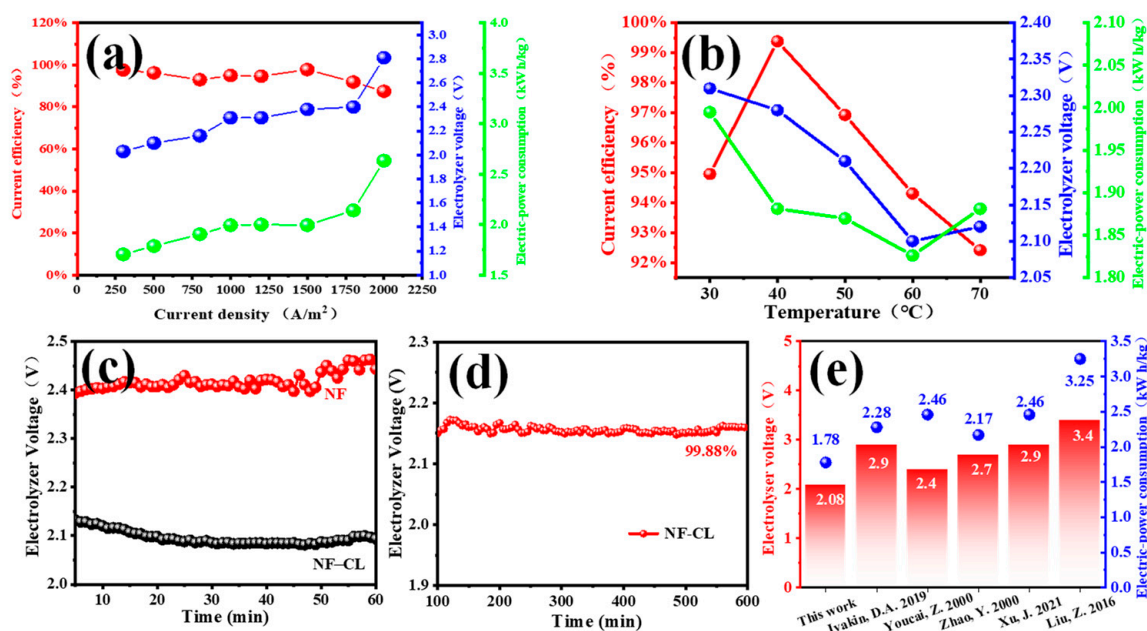 (a)
120%
100%
80%
60%
40%
20%
0%
Current efficiency（%）
250 500 750 1000 1250 1500 1750 2000 2250
Current density （A/m²）
3.0
2.8
2.6
2.4
2.2
2.0
1.8
1.6
1.4
1.2
1.0
Electrolyzer voltage（V）
4.0
3.5
3.0
2.5
2.0
1.5
Electric-power consumption（kW h/kg）
(b)
100%
99%
98%
97%
96%
95%
94%
93%
92%
Current efficiency （%）
30 40 50 60 70
Temperature（°C）
2.40
2.35
2.30
2.25
2.20
2.15
2.10
2.05
Electrolyzer voltage（V）
2.10
2.05
2.00
1.95
1.90
1.85
1.80
Electric-power consumption（kW h/kg）
(c)
2.5
2.4
2.3
2.2
2.1
2.0
Electrolyzer Voltage（V）
NF
NF–CL
10 20 30 40 50 60
Time (min)
(d)
2.3
2.2
2.1
2.0
1.9
Electrolyzer Voltage (V)
99.88%
NF-CL
100 200 300 400 500 600
Time (min)
(e)
5
4
3
2
1
0
Electrolyser voltage（V）
1.78
2.28
2.46
2.17
2.46
3.25
2.08
2.9
2.4
2.7
2.9
3.4
This work
Ivakin, D.A. 2019
Youcai, Z. 2000
Zhao, Y. 2000
Xu, J. 2021
Liu, Z. 2016
3.5
3.0
2.5
2.0
1.5
1.0
0.5
0.0
Electric-power consumption（kW h/kg）